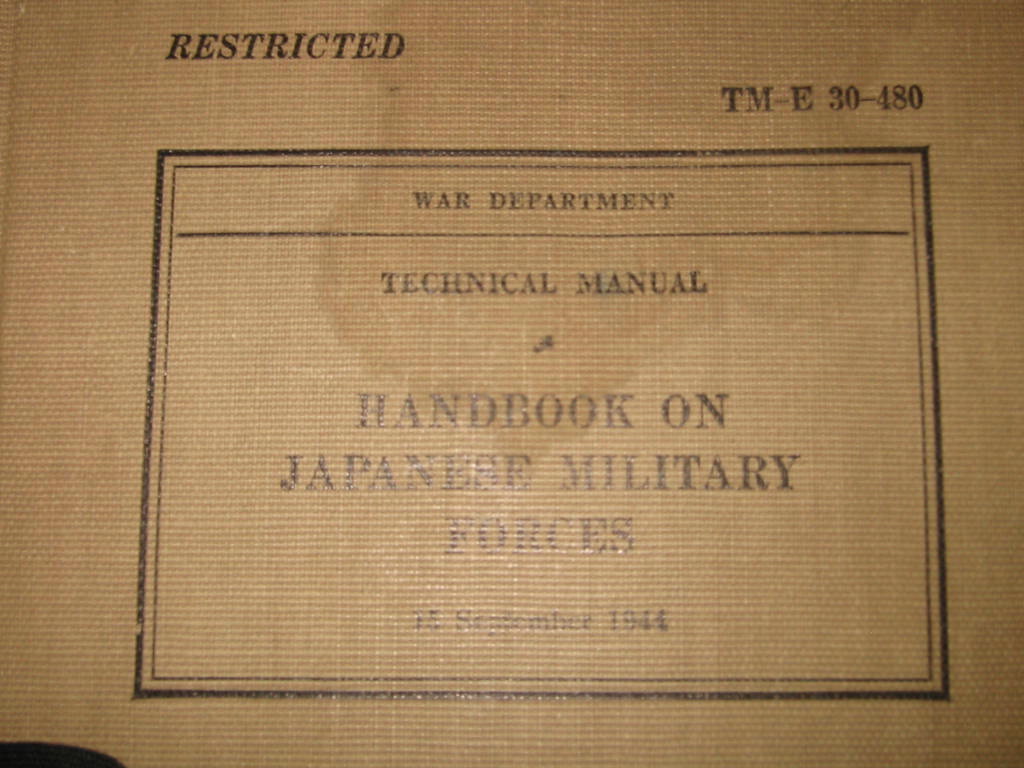 RESTRICTED
TM-E 30-480
WAR DEPARTMENT
TECHNICAL MANUAL
HANDBOOK ON
JAPANESE MILITARY
FORCES
15 September 1944